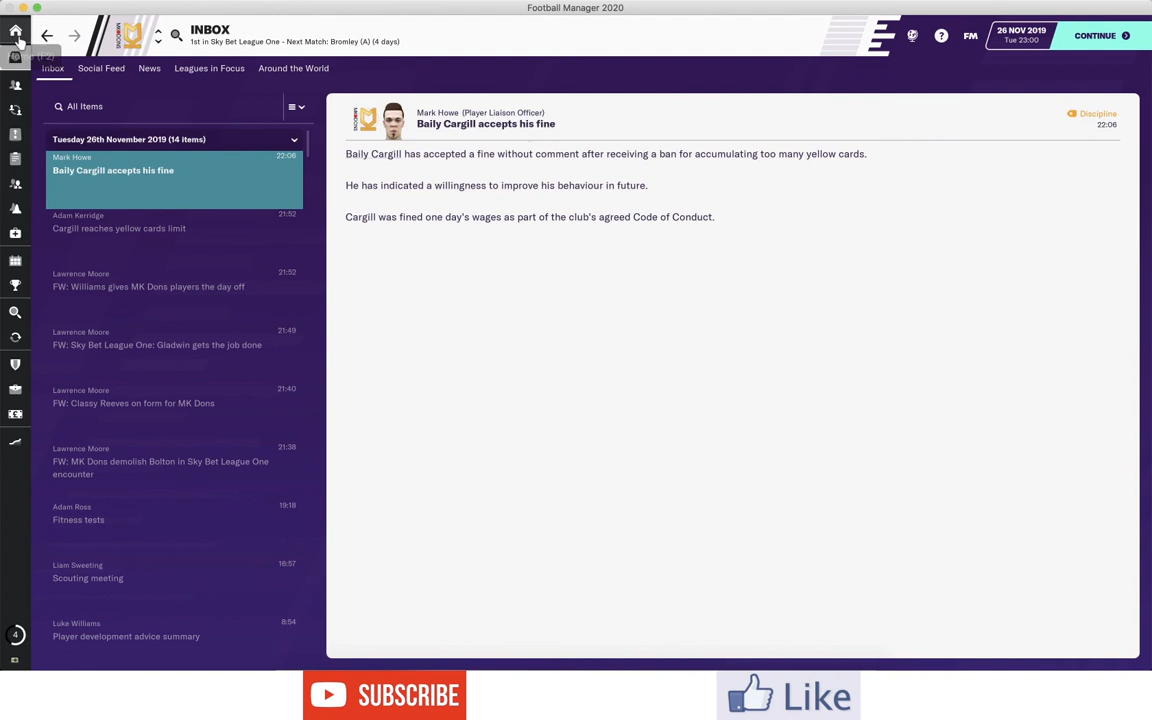 Football Manager 2020
INBOX
1st in Sky Bet League One - Next Match: Bromley (A) (4 days)
FM
26 NOV 2019
Tue 23:00
CONTINUE
Inbox
Social Feed
News
Leagues in Focus
Around the World
All Items
Tuesday 26th November 2019 (14 items)
Mark Howe
22:06
Baily Cargill accepts his fine
Adam Kerridge
21:52
Cargill reaches yellow cards limit
Lawrence Moore
21:52
FW: Williams gives MK Dons players the day off
Lawrence Moore
21:49
FW: Sky Bet League One: Gladwin gets the job done
Lawrence Moore
21:40
FW: Classy Reeves on form for MK Dons
Lawrence Moore
21:38
FW: MK Dons demolish Bolton in Sky Bet League One
encounter
Adam Ross
19:18
Fitness tests
Liam Sweeting
16:57
Scouting meeting
Luke Williams
8:54
Player development advice summary
Mark Howe (Player Liaison Officer)
Baily Cargill accepts his fine
Discipline
22:06
Baily Cargill has accepted a fine without comment after receiving a ban for accumulating too many yellow cards.
He has indicated a willingness to improve his behaviour in future.
Cargill was fined one day's wages as part of the club's agreed Code of Conduct.
4
SUBSCRIBE
Like